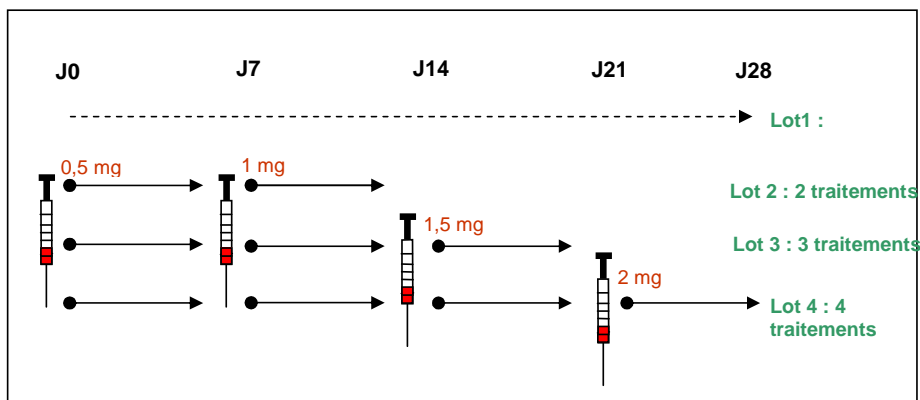 J0 J7 J14 J21 J28
Lot1 :
0,5 mg 1 mg
Lot 2 : 2 traitements
1,5 mg
Lot 3 : 3 traitements
2 mg
Lot 4 : 4
traitements